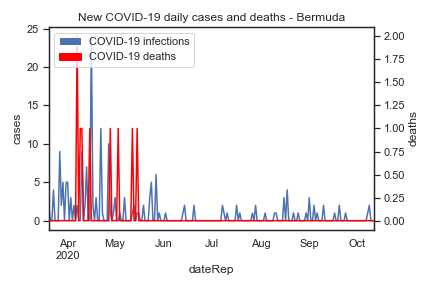 New COVID-19 daily cases and deaths - Bermuda
COVID-19 infections
COVID-19 deaths
25
20
15
10
5
0
cases
2.00
1.75
1.50
1.25
1.00
0.75
0.50
0.25
0.00
deaths
Apr May Jun Jul Aug Sep Oct
2020
dateRep